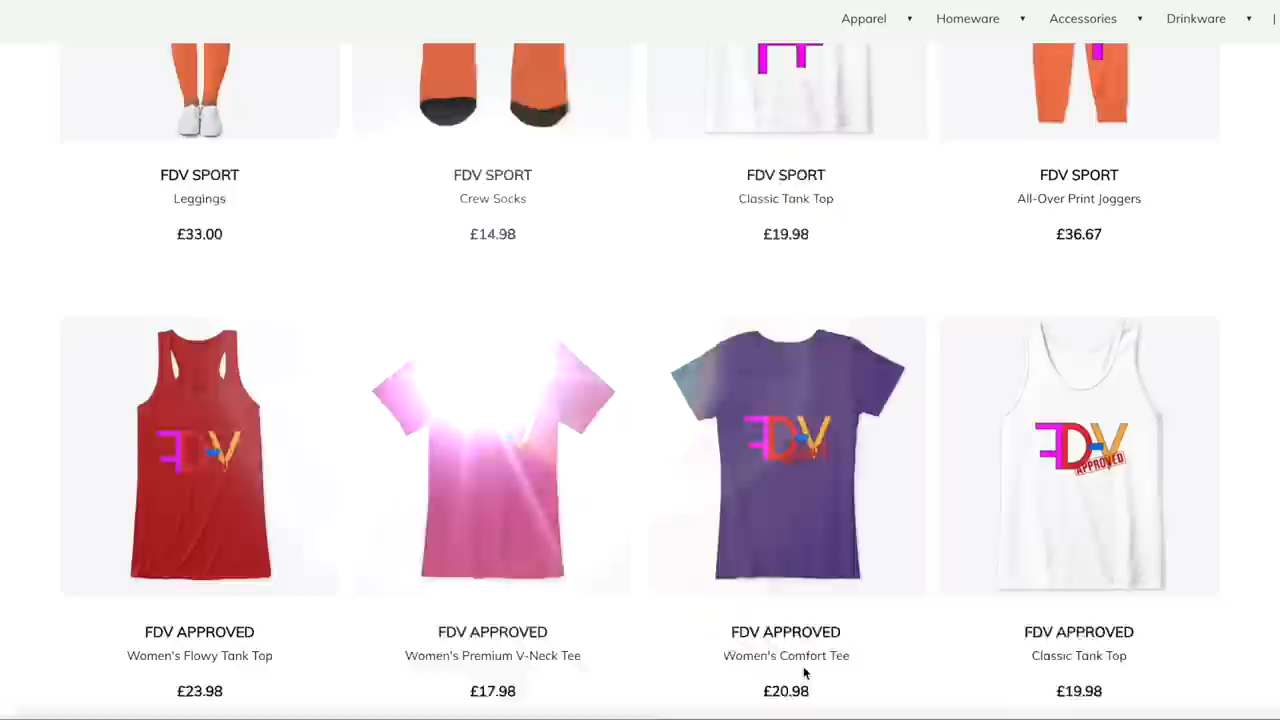 Apparel ▼ Homeware ▼ Accessories ▼ Drinkware ▼
FDV SPORT
Leggings
£33.00
FDV SPORT
Crew Socks
£14.98
FDV SPORT
Classic Tank Top
£19.98
FDV SPORT
All-Over Print Joggers
£36.67
FDV
FDV
FDV
APPROVED
FDV APPROVED
Women's Flowy Tank Top
£23.98
FDV APPROVED
Women's Premium V-Neck Tee
£17.98
FDV APPROVED
Women's Comfort Tee
£20.98
FDV APPROVED
Classic Tank Top
£19.98